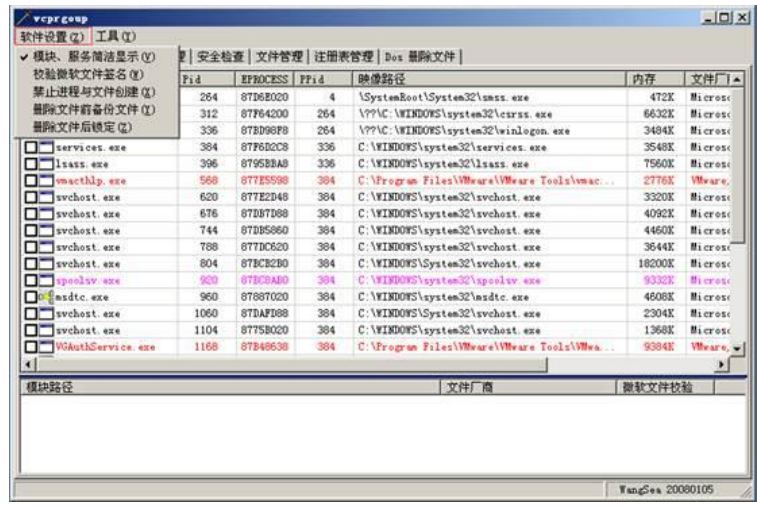 vcprgoup
软件设置(Z) 工具(T)
模块、服务简洁显示(Y)
校验微软文件签名(W)
禁止进程与文件创建(X)
删除文件前备份文件(Y)
删除文件后锁定(Z)
理 安全检查 文件管理 注册表管理 Dos 删除文件
Pid EPROCESS PPid 映像路径 内存 文件厂
264 87D6E020 4 \SystemRoot\System32\smss.exe 472K Microso
312 87F64200 264 \??\C:\WINDOWS\system32\csrss.exe 6632K Microso
336 87BD98F8 264 \??\C:\WINDOWS\system32\winlogon.exe 3484K Microso
services.exe 384 87F6D2C8 336 C:\WINDOWS\system32\services.exe 3548K Microso
lsass.exe 396 8795BBA8 336 C:\WINDOWS\system32\lsass.exe 7560K Microso
vmacthlp.exe 568 877E5598 384 C:\Program Files\VMware\VMware Tools\vmac... 2776K VMware,
svchost.exe 620 877E2D48 384 C:\WINDOWS\system32\svchost.exe 3320K Microso
svchost.exe 676 87DB7D88 384 C:\WINDOWS\system32\svchost.exe 4092K Microso
svchost.exe 744 87DB5860 384 C:\WINDOWS\system32\svchost.exe 4460K Microso
svchost.exe 788 877DC620 384 C:\WINDOWS\system32\svchost.exe 3644K Microso
svchost.exe 804 87BCB2B0 384 C:\WINDOWS\System32\svchost.exe 18200K Microso
spoolsv.exe 920 87BC8AB0 384 C:\WINDOWS\system32\spoolsv.exe 9332K Microso
msdtc.exe 960 87887020 384 C:\WINDOWS\system32\msdtc.exe 4608K Microso
svchost.exe 1060 87DAFD88 384 C:\WINDOWS\System32\svchost.exe 2304K Microso
svchost.exe 1104 8775B020 384 C:\WINDOWS\system32\svchost.exe 1368K Microso
VGAuthService.exe 1168 87B48638 384 C:\Program Files\VMware\VMware Tools\VMwa... 9384K VMware,
模块路径 文件厂商 微软文件校验
WangSea 20080105